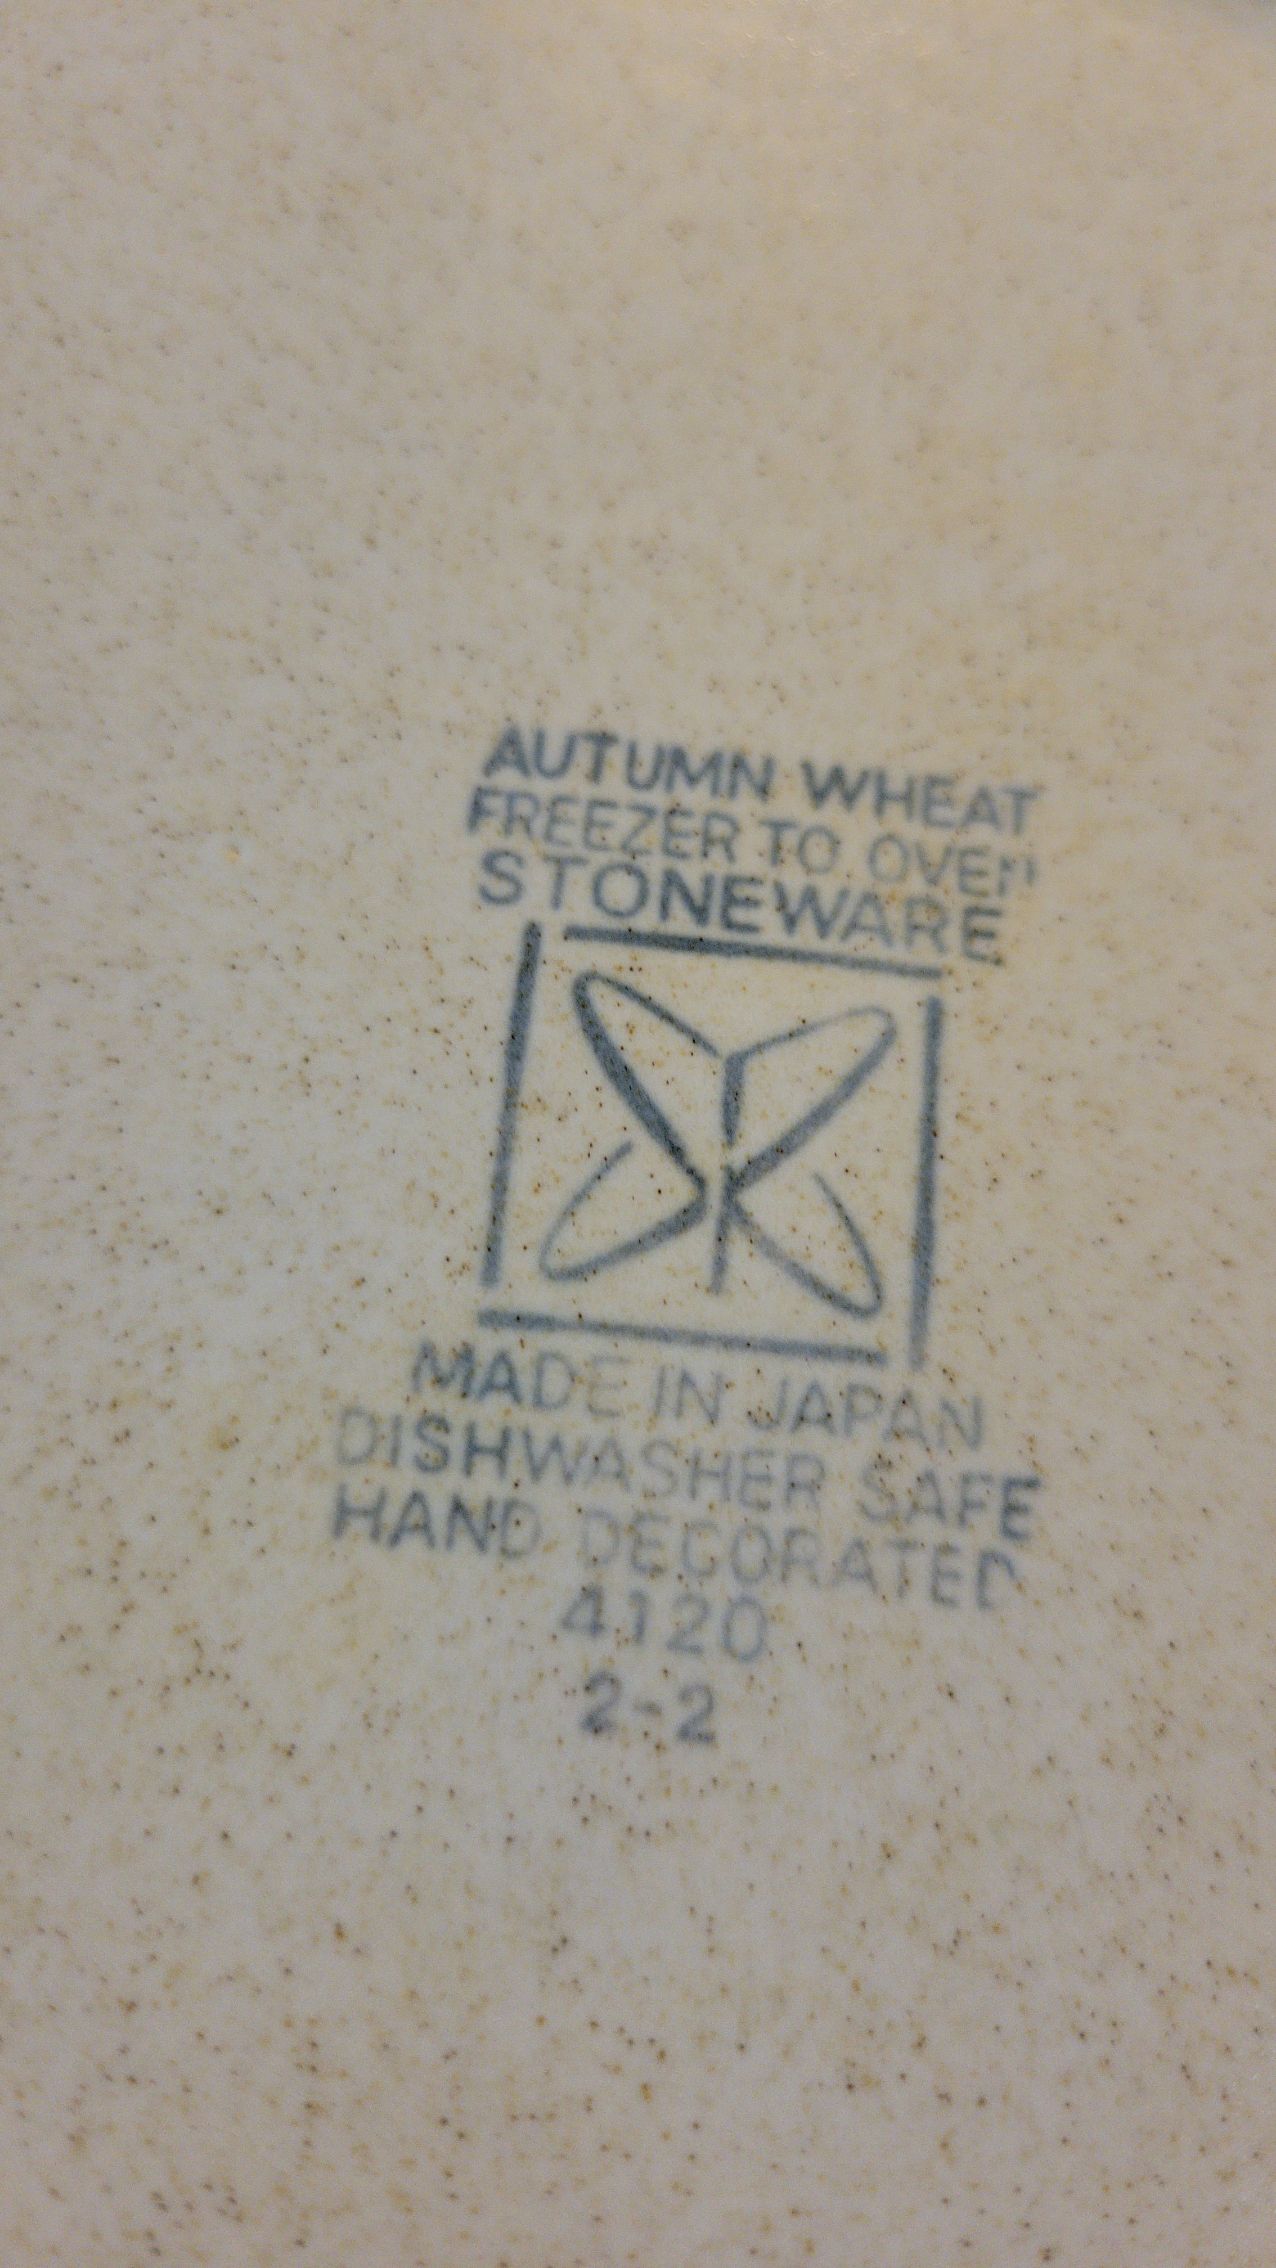 AUTUMN WHEAT
FREEZER TO OVEN
STONEWARE
MADE IN JAPAN
DISHWASHER SAFE
HAND DECORATED
4120
2-2